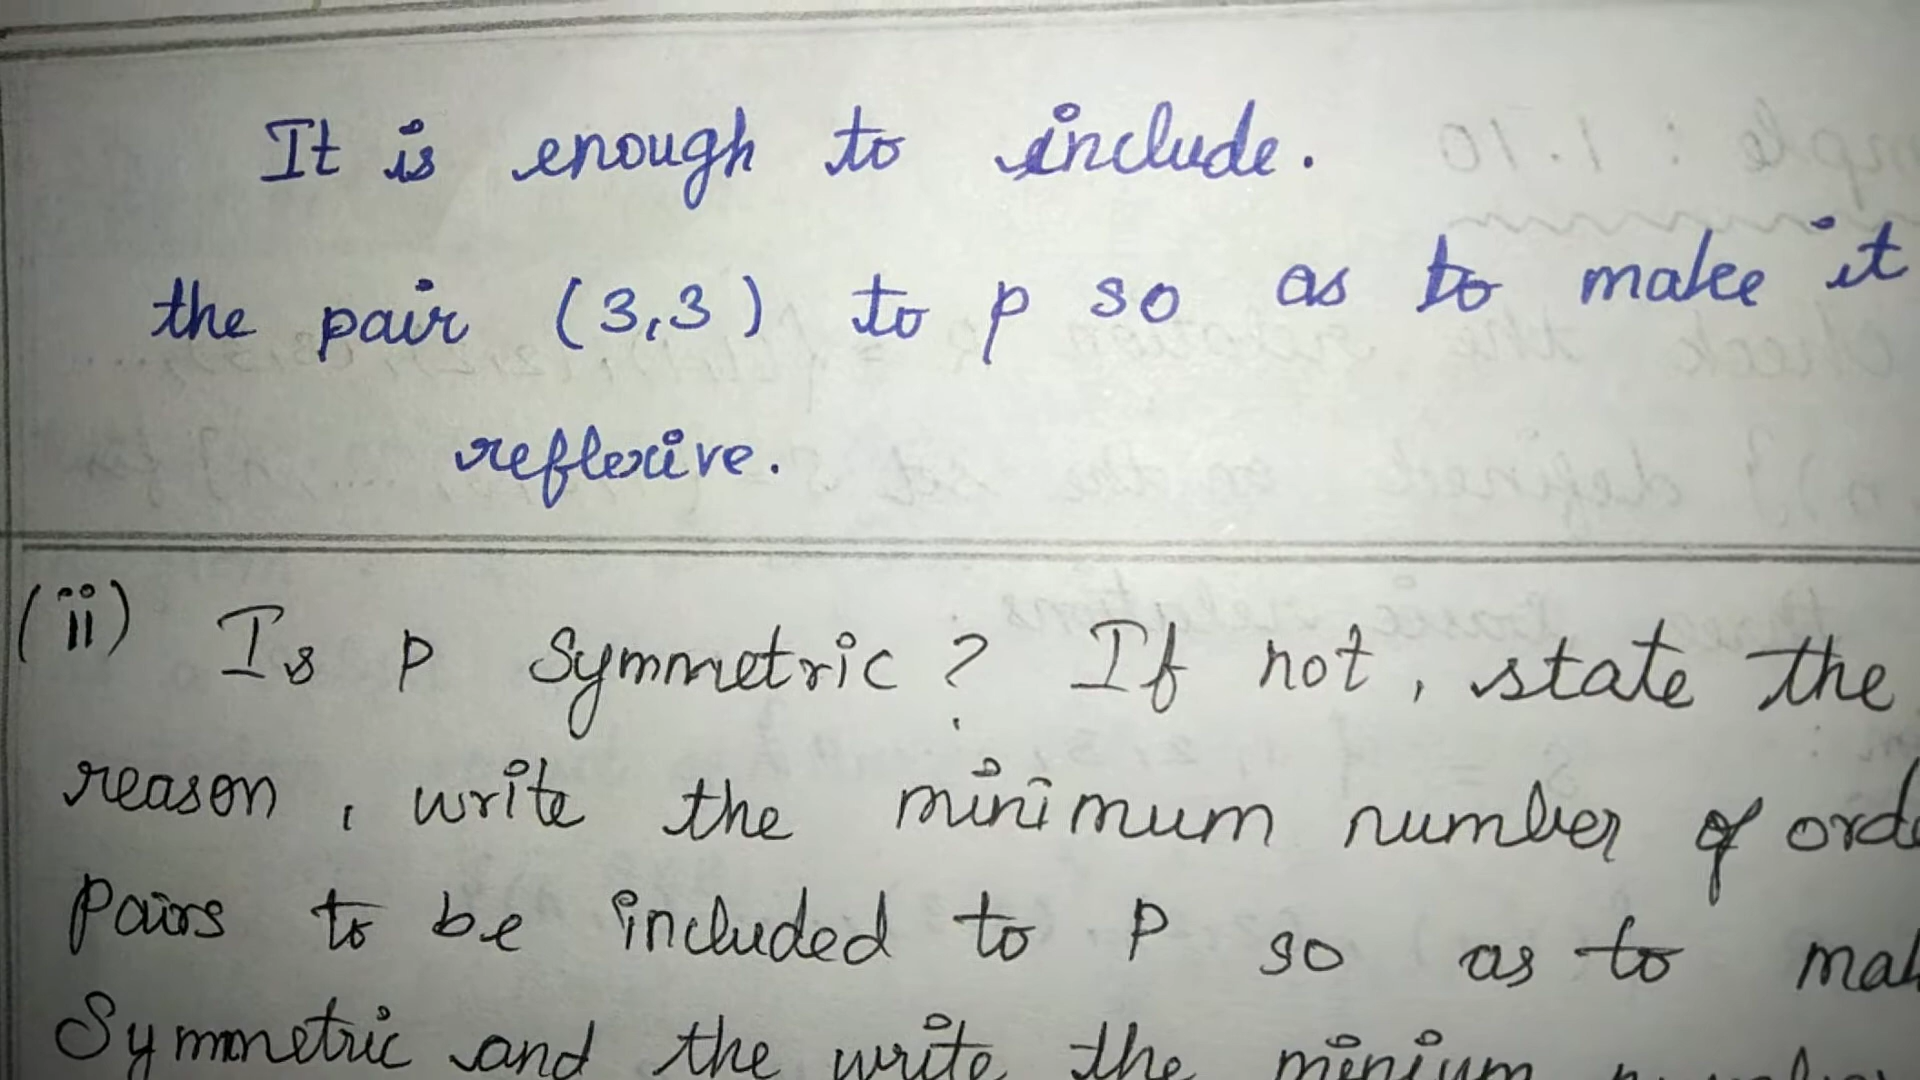 It is enough to include.
the pair (3,3) to p so as to make it
reflexive.
(ii) Is P Symmetric? If not, state the
reason, write the minimum number of
Pairs to be included to P so as to
Symmetric and the write the minium